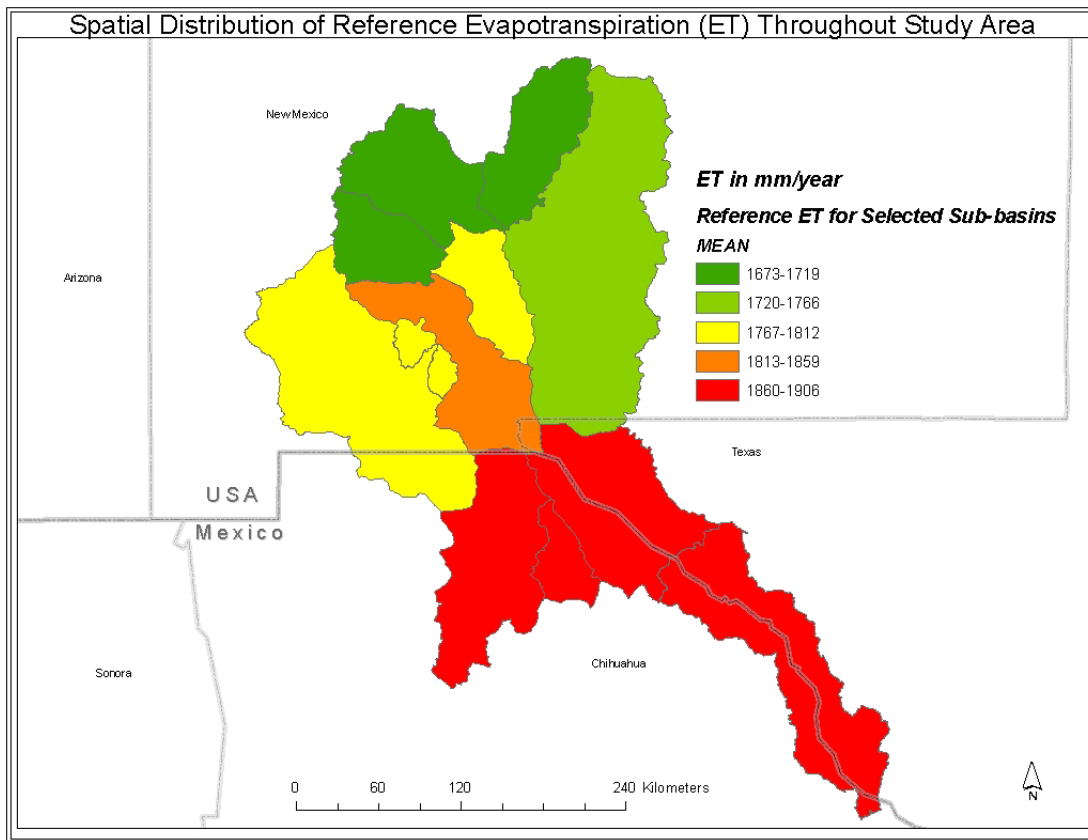 Spatial Distribution of Reference Evapotranspiration (ET) Throughout Study Area
New Mexico
ET in mm/year
Reference ET for Selected Sub-basins
MEAN
1673-1719
1720-1766
1767-1812
1813-1859
1860-1906
Arizona
Texas
USA
Mexico
Sonora
Chihuahua
0 60 120 240 Kilometers
N